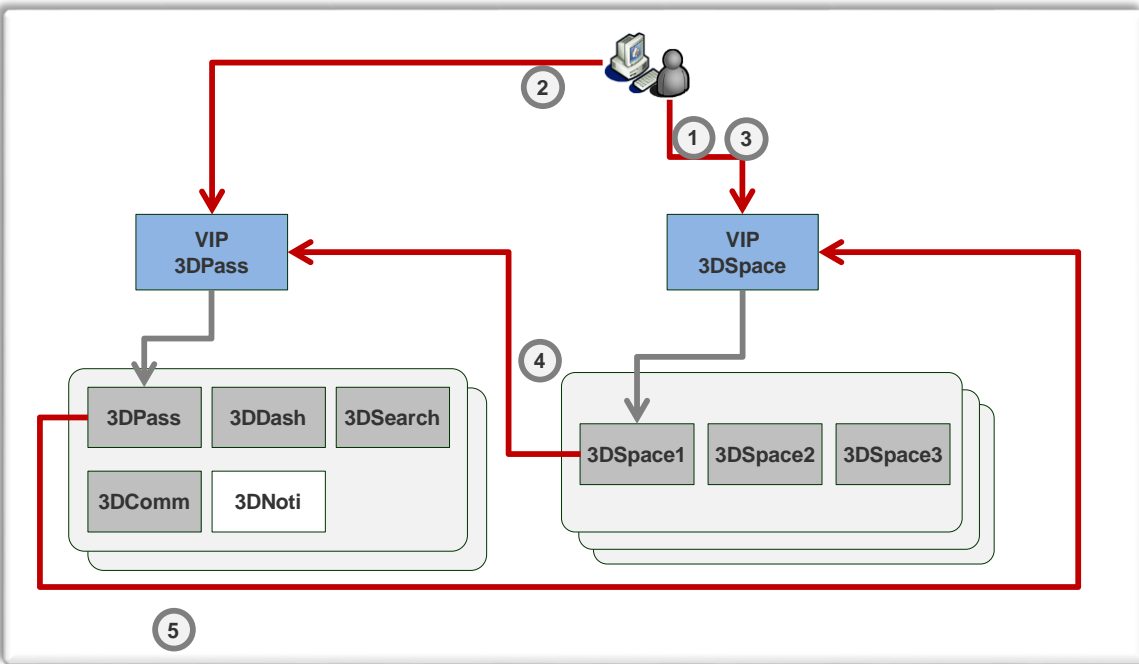 2
1
3
VIP
3DPass
VIP
3DSpace
4
3DPass
3DDash
3DSearch
3DSpace1
3DSpace2
3DSpace3
3DComm
3DNoti
5